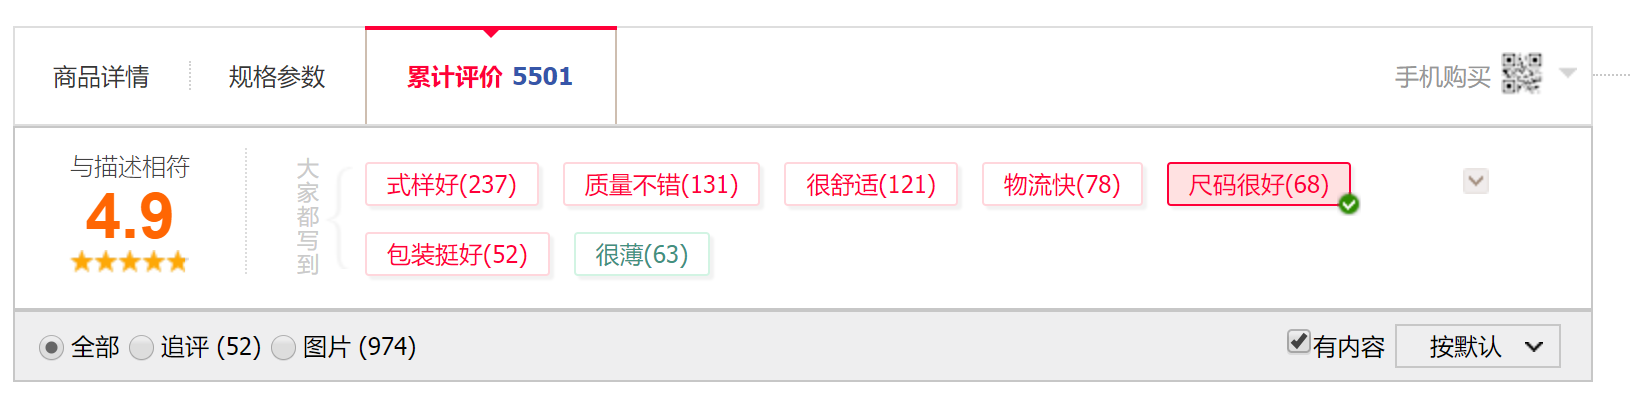 商品详情 规格参数 累计评价 5501 手机购买
与描述相符
4.9
大家都写到
式样好(237) 质量不错(131) 很舒适(121) 物流快(78) 尺码很好(68)
包装挺好(52) 很薄(63)
全部 追评 (52) 图片 (974) 有内容 按默认